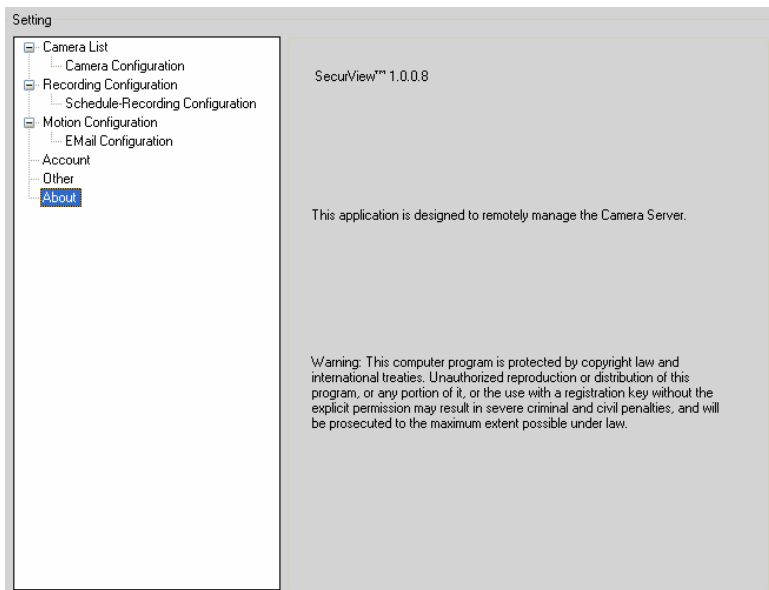 Setting
Camera List
Camera Configuration
Recording Configuration
Schedule-Recording Configuration
Motion Configuration
EMail Configuration
Account
Other
About
SecurView™ 1.0.0.8
This application is designed to remotely manage the Camera Server.
Warning: This computer program is protected by copyright law and
international treaties. Unauthorized reproduction or distribution of this
program, or any portion of it, or the use with a registration key without the
explicit permission may result in severe criminal and civil penalties, and will
be prosecuted to the maximum extent possible under law.